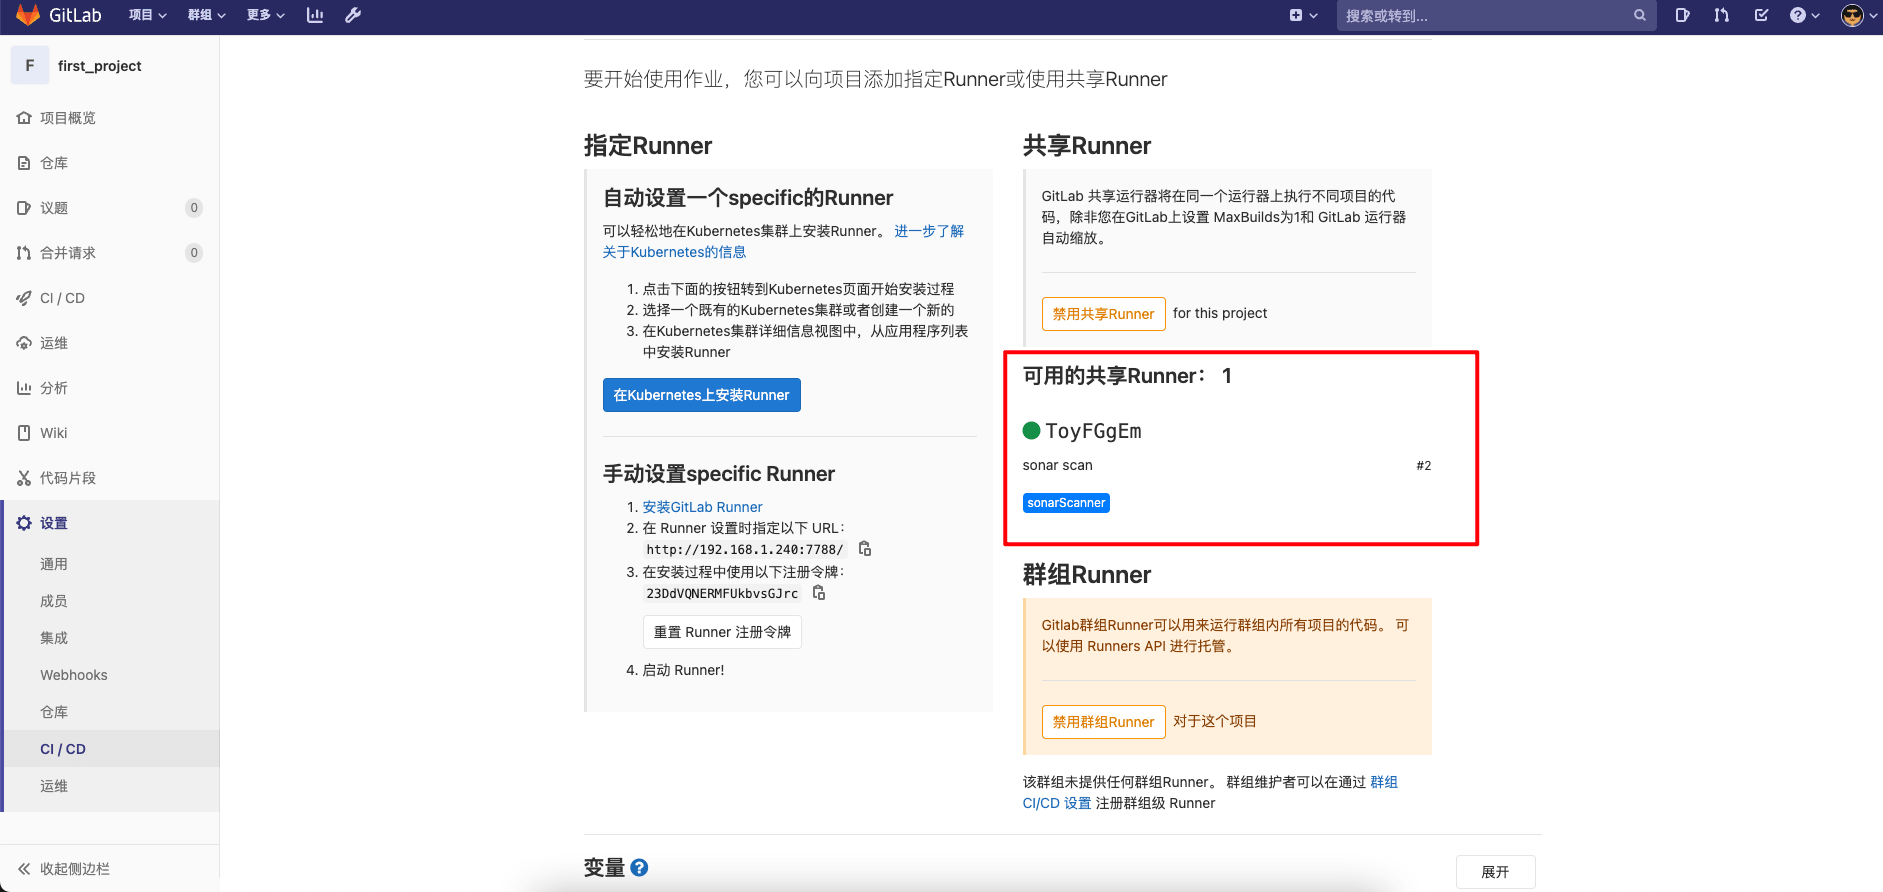 GitLab 项目 群组 更多 搜索或转到...
F first_project
项目概览
仓库
议题 0
合并请求 0
CI / CD
运维
分析
Wiki
代码片段
设置
通用
成员
集成
Webhooks
仓库
CI / CD
运维
收起侧边栏
要开始使用作业，您可以向项目添加指定Runner或使用共享Runner
指定Runner
自动设置一个specific的Runner
可以轻松地在Kubernetes集群上安装Runner。 进一步了解
关于Kubernetes的信息
1. 点击下面的按钮转到Kubernetes页面开始安装过程
2. 选择一个既有的Kubernetes集群或者创建一个新的
3. 在Kubernetes集群详细信息视图中，从应用程序列表
中安装Runner
在Kubernetes上安装Runner
手动设置specific Runner
1. 安装GitLab Runner
2. 在 Runner 设置时指定以下 URL：
http://192.168.1.240:7788/
3. 在安装过程中使用以下注册令牌：
23DdVQNERMFUkbvsGJrc
重置 Runner 注册令牌
4. 启动 Runner!
共享Runner
GitLab 共享运行器将在同一个运行器上执行不同项目的代
码，除非您在GitLab上设置 MaxBuilds为1和 GitLab 运行器
自动缩放。
禁用共享Runner for this project
可用的共享Runner： 1
ToyFGgEm
sonar scan #2
sonarScanner
群组Runner
Gitlab群组Runner可以用来运行群组内所有项目的代码。 可
以使用 Runners API 进行托管。
禁用群组Runner 对于这个项目
该群组未提供任何群组Runner。 群组维护者可以在通过 群组
CI/CD 设置 注册群组级 Runner
变量 展开